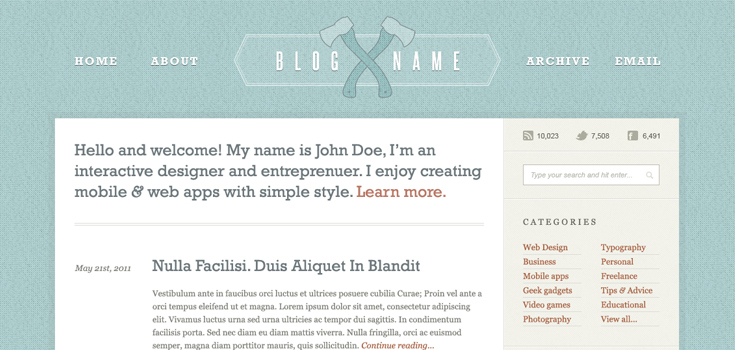 HOME
ABOUT
BLOG NAME
ARCHIVE
EMAIL
Hello and welcome! My name is John Doe, I'm an
interactive designer and entreprenuer. I enjoy creating
mobile & web apps with simple style. Learn more.
May 21st, 2011
Nulla Facilisi. Duis Aliquet In Blandit
Vestibulum ante in faucibus orci luctus et ultrices posuere cubilia Curae; Proin vel ante a
orci tempus eleifend ut et magna. Lorem ipsum dolor sit amet, consectetur adipiscing
elit. Vivamus luctus urna sed urna ultricies ac tempor dui sagittis. In condimentum
facilisis porta. Sed nec diam eu diam mattis viverra. Nulla fringilla, orci ac euismod
semper, magna diam porttitor mauris, quis sollicitudin. Continue reading...
10,023
7,508
6,491
Type your search and hit enter...
CATEGORIES
Web Design
Typography
Business
Personal
Mobile apps
Freelance
Geek gadgets
Tips & Advice
Video games
Educational
Photography
View all...